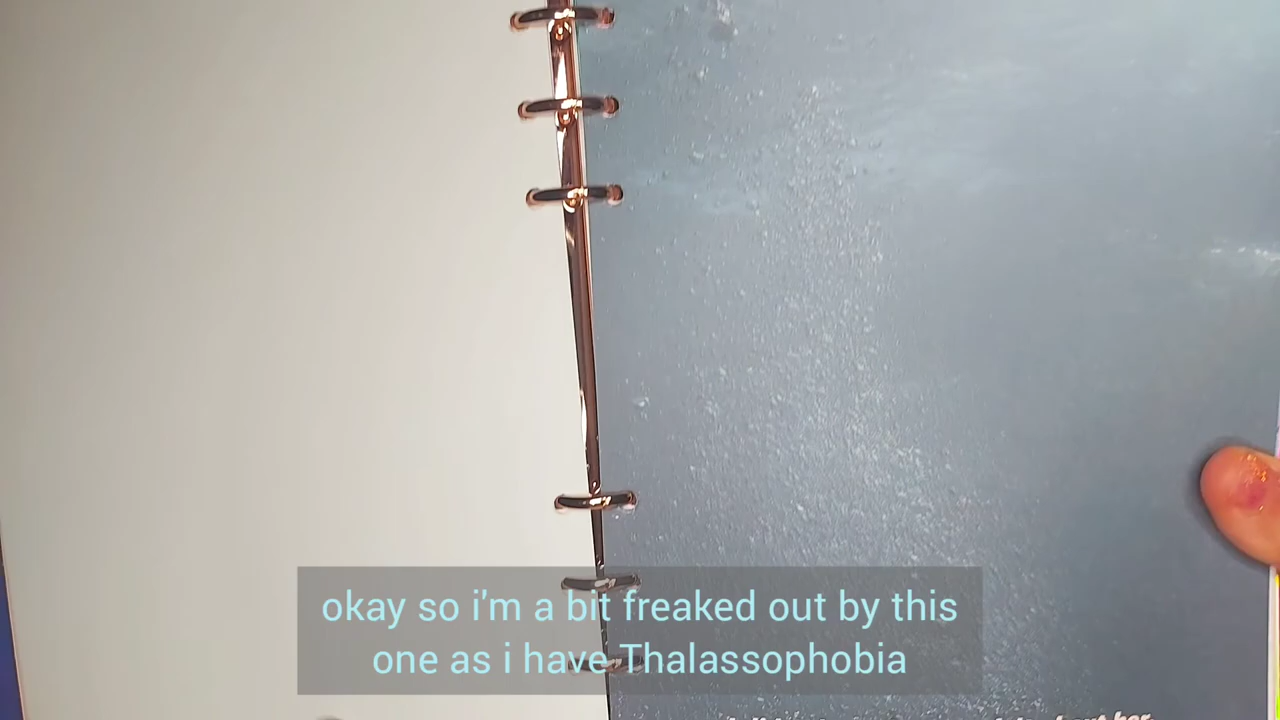 okay so i'm a bit freaked out by this
one as i have Thalassophobia